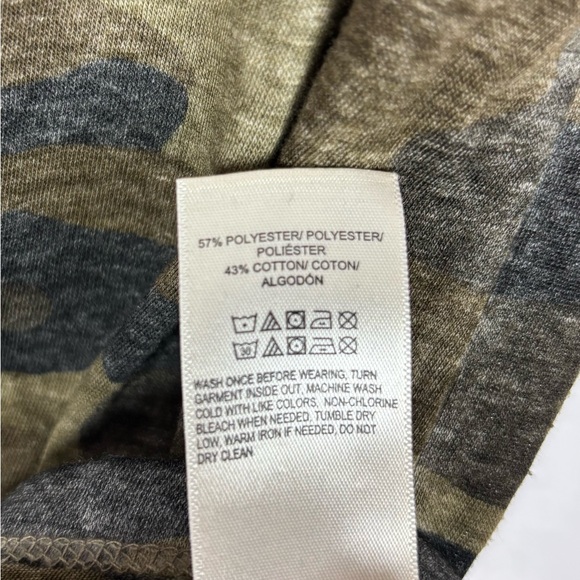 57% POLYESTER/ POLYESTER/
POLIÉSTER
43% COTTON/ COTON/
ALGODÓN
30
WASH ONCE BEFORE WEARING, TURN
GARMENT INSIDE OUT, MACHINE WASH
COLD WITH LIKE COLORS, NON-CHLORINE
BLEACH WHEN NEEDED, TUMBLE DRY
LOW, WARM IRON IF NEEDED, DO NOT
DRY CLEAN